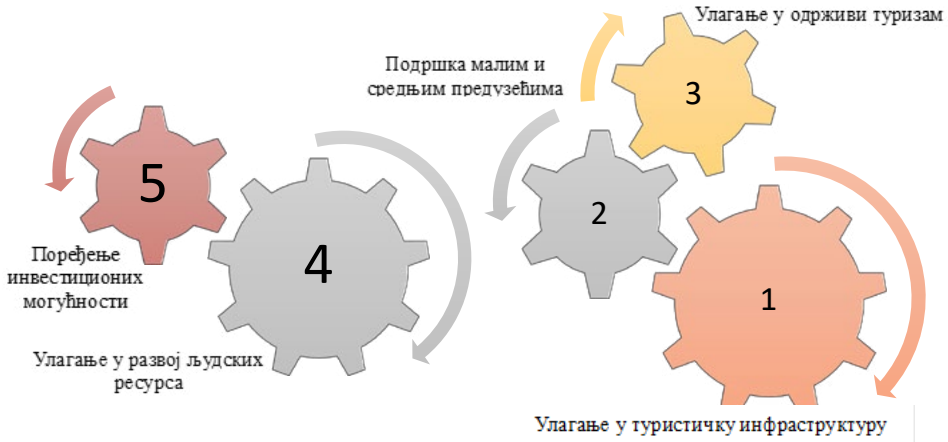 Улагање у одрживи туризам
3
Подршка малим и
средњим предузећима
2
5
4
1
Поређење
инвестиционих
могућности
Улагање у развој људских
ресурса
Улагање у туристичку инфраструктуру